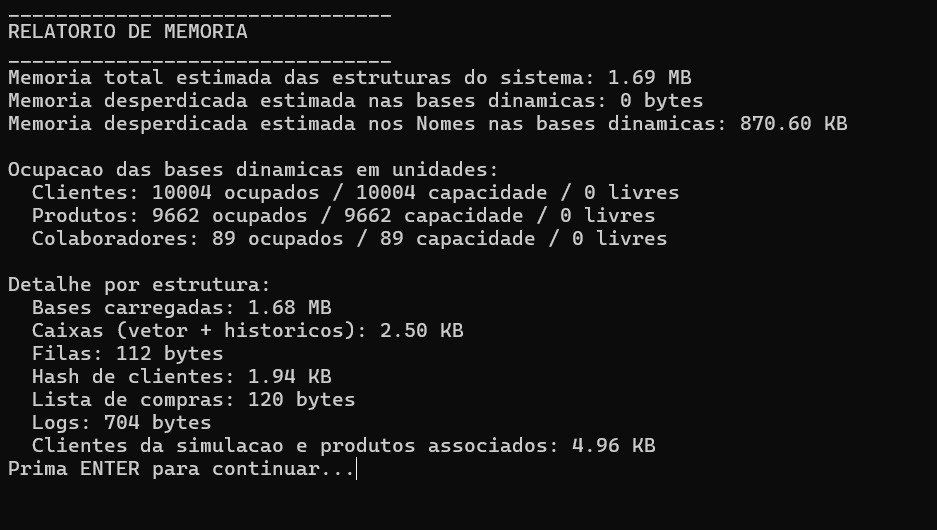 ________________________________
RELATORIO DE MEMORIA
________________________________
Memoria total estimada das estruturas do sistema: 1.69 MB
Memoria desperdicada estimada nas bases dinamicas: 0 bytes
Memoria desperdicada estimada nos Nomes nas bases dinamicas: 870.60 KB
Ocupacao das bases dinamicas em unidades:
Clientes: 10004 ocupados / 10004 capacidade / 0 livres
Produtos: 9662 ocupados / 9662 capacidade / 0 livres
Colaboradores: 89 ocupados / 89 capacidade / 0 livres
Detalhe por estrutura:
Bases carregadas: 1.68 MB
Caixas (vetor + historicos): 2.50 KB
Filas: 112 bytes
Hash de clientes: 1.94 KB
Lista de compras: 120 bytes
Logs: 704 bytes
Clientes da simulacao e produtos associados: 4.96 KB
Prima ENTER para continuar...